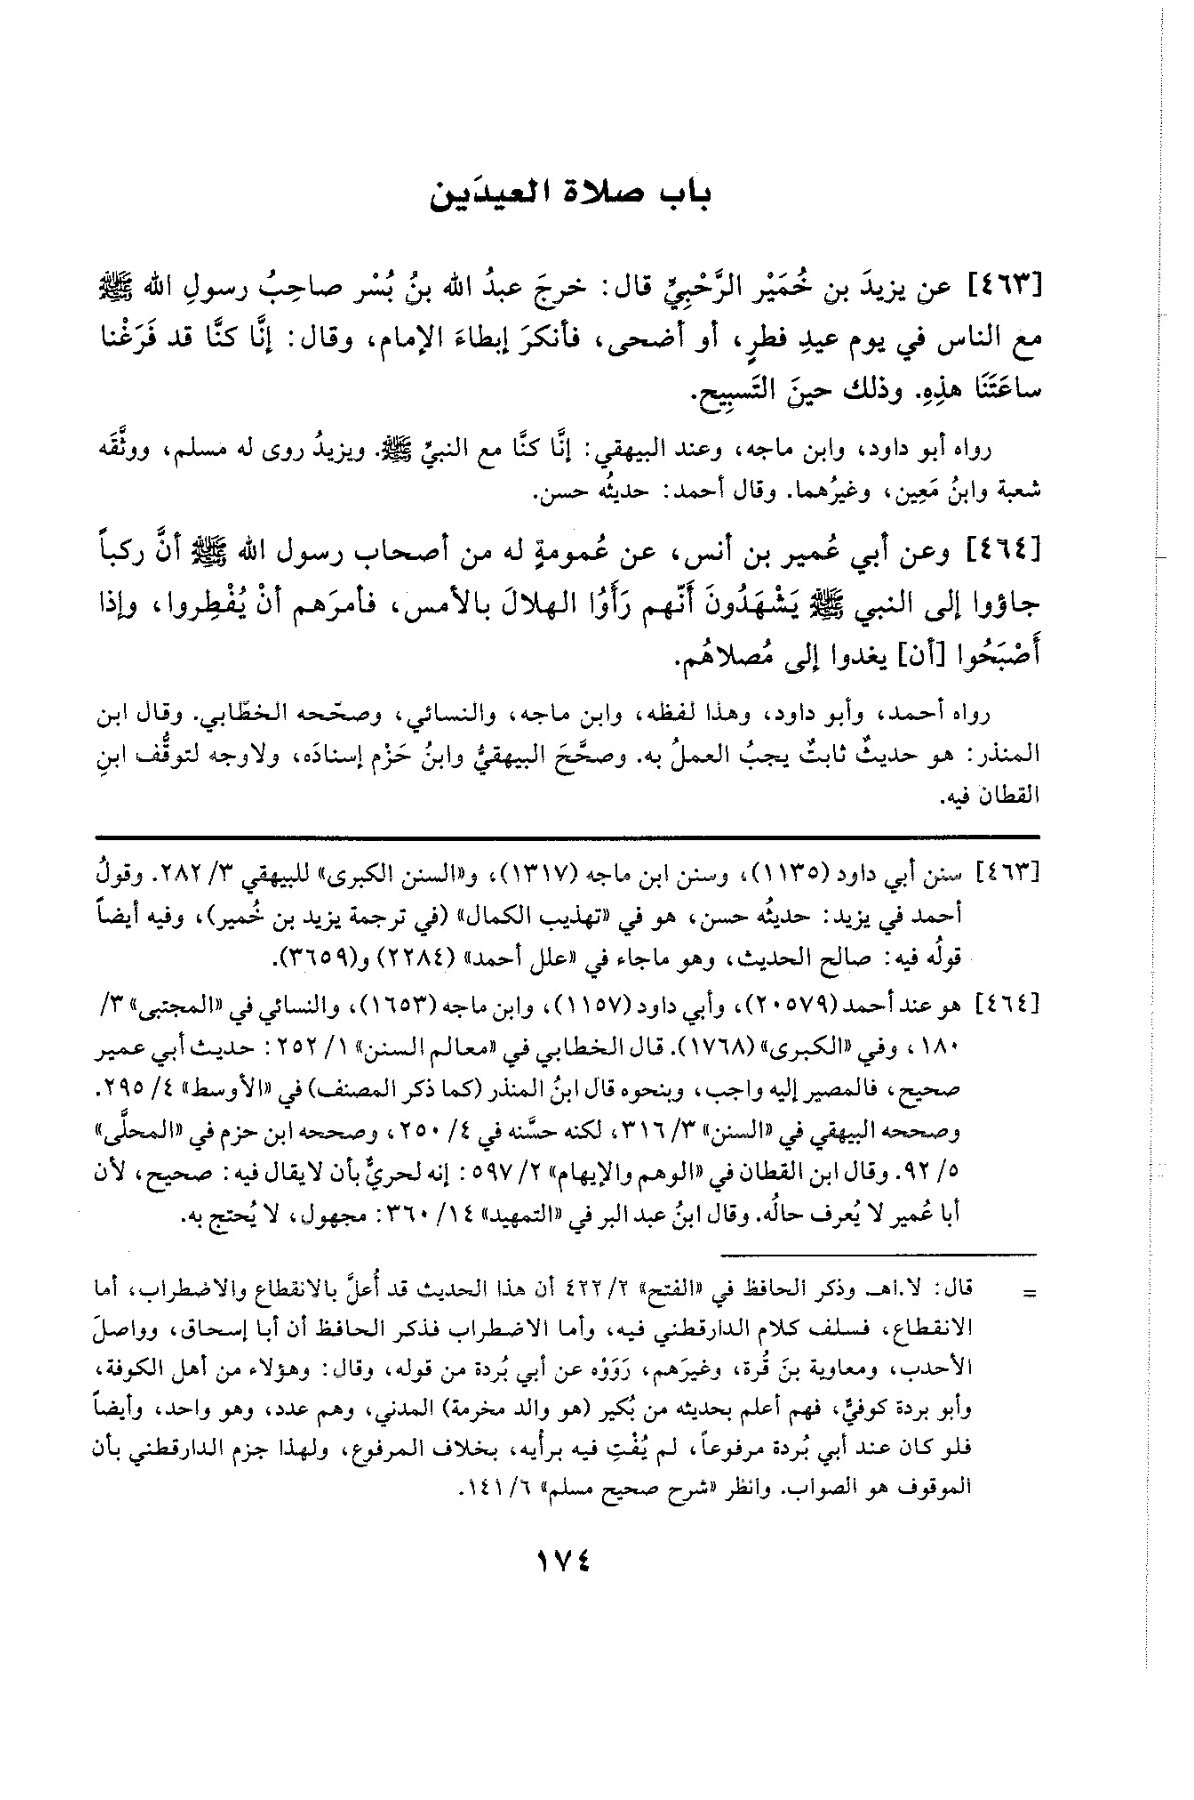 باب صلاة العيدَين
[٤٦٣] عن يزيدَ بن خُمَيْر الرَّحْبِيِّ قال: خرجَ عبدُ الله بنُ بُسْر صاحِبُ رسولِ الله ﷺ
مع الناس في يوم عيدِ فطرٍ، أو أضحى، فأنكرَ إبطاءَ الإمام، وقال: إنَّا كنَّا قد فَرَغْنا
ساعَتَنَا هذِهِ. وذلك حينَ التَسبِيح.
رواه أبو داود، وابن ماجه، وعند البيهقي: إنَّا كنَّا مع النبيِّ ﷺ. ويزيدُ روى له مسلم، ووثَّقَه
شعبة وابنُ مَعِين، وغيرُهما. وقال أحمد: حديثُه حسن.
[٤٦٤] وعن أبي عُمير بن أنس، عن عُمومةٍ له من أصحاب رسول الله ﷺ أنَّ ركباً
جاؤوا إلى النبي ﷺ يَشْهَدُونَ أَنّهم رَأَوُا الهلالَ بالأمس، فأمرَهم أنْ يُفْطِروا، وإذا
أَصْبَحُوا [أن] يغدوا إلى مُصلاهُم.
رواه أحمد، وأبو داود، وهذا لفظه، وابن ماجه، والنسائي، وصحّحه الخطّابي. وقال ابن
المنذر: هو حديثٌ ثابتٌ يجبُ العملُ به. وصحَّحَ البيهقيُّ وابنُ حَزْم إسنادَه، ولاوجه لتوقُّف ابنِ
القطان فيه.
[٤٦٣] سنن أبي داود (١١٣٥)، وسنن ابن ماجه (١٣١٧)، و«السنن الكبرى» للبيهقي ٣/ ٢٨٢. وقولُ
أحمد في يزيد: حديثُه حسن، هو في «تهذيب الكمال» (في ترجمة يزيد بن خُمير)، وفيه أيضاً
قولُه فيه: صالح الحديث، وهو ماجاء في «علل أحمد» (٢٢٨٤) و(٣٦٥٩).
[٤٦٤] هو عند أحمد (٢٠٥٧٩)، وأبي داود (١١٥٧)، وابن ماجه (١٦٥٣)، والنسائي في «المجتبى» ٣/
١٨٠، وفي «الكبرى» (١٧٦٨). قال الخطابي في «معالم السنن» ١/ ٢٥٢: حديث أبي عمير
صحيح، فالمصير إليه واجب، وبنحوه قال ابنُ المنذر (كما ذكر المصنف) في «الأوسط» ٤/ ٢٩٥.
وصححه البيهقي في «السنن» ٣/ ٣١٦، لكنه حسَّنه في ٤/ ٢٥٠، وصححه ابن حزم في «المحلَّى»
٥/ ٩٢. وقال ابن القطان في «الوهم والإيهام» ٢/ ٥٩٧: إنه لحريٌّ بأن لايقال فيه: صحيح، لأن
أبا عُمير لا يُعرف حالُه. وقال ابنُ عبد البر في «التمهيد» ١٤/ ٣٦٠: مجهول، لا يُحتج به.
= قال: لا.اهـ وذكر الحافظ في «الفتح» ٢/ ٤٢٢ أن هذا الحديث قد أُعلَّ بالانقطاع والاضطراب، أما
الانقطاع، فسلف كلام الدارقطني فيه، وأما الاضطراب فذكر الحافظ أن أبا إسحاق، وواصلَ
الأحدب، ومعاوية بنَ قُرة، وغيرَهم، رَوَوْه عن أبي بُردة من قوله، وقال: وهؤلاء من أهل الكوفة،
وأبو بردة كوفيٌّ، فهم أعلم بحديثه من بُكير (هو والد مخرمة) المدني، وهم عدد، وهو واحد، وأيضاً
فلو كان عند أبي بُردة مرفوعاً، لم يُفْتِ فيه برأيه، بخلاف المرفوع، ولهذا جزم الدارقطني بأن
الموقوف هو الصواب. وانظر «شرح صحيح مسلم» ٦/ ١٤١.
١٧٤